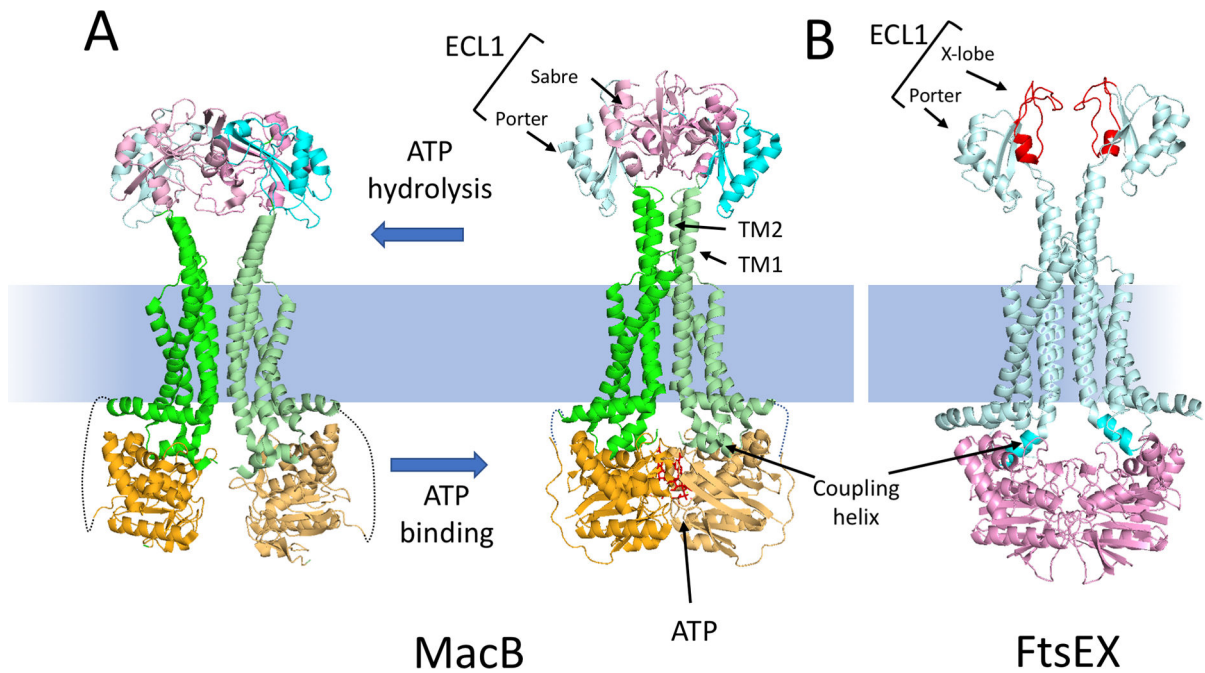 A
ECL1
Sabre
Porter
ATP
hydrolysis
TM2
TM1
ATP
binding
Coupling
helix
ATP
MacB
B
ECL1
X-lobe
Porter
FtsEX